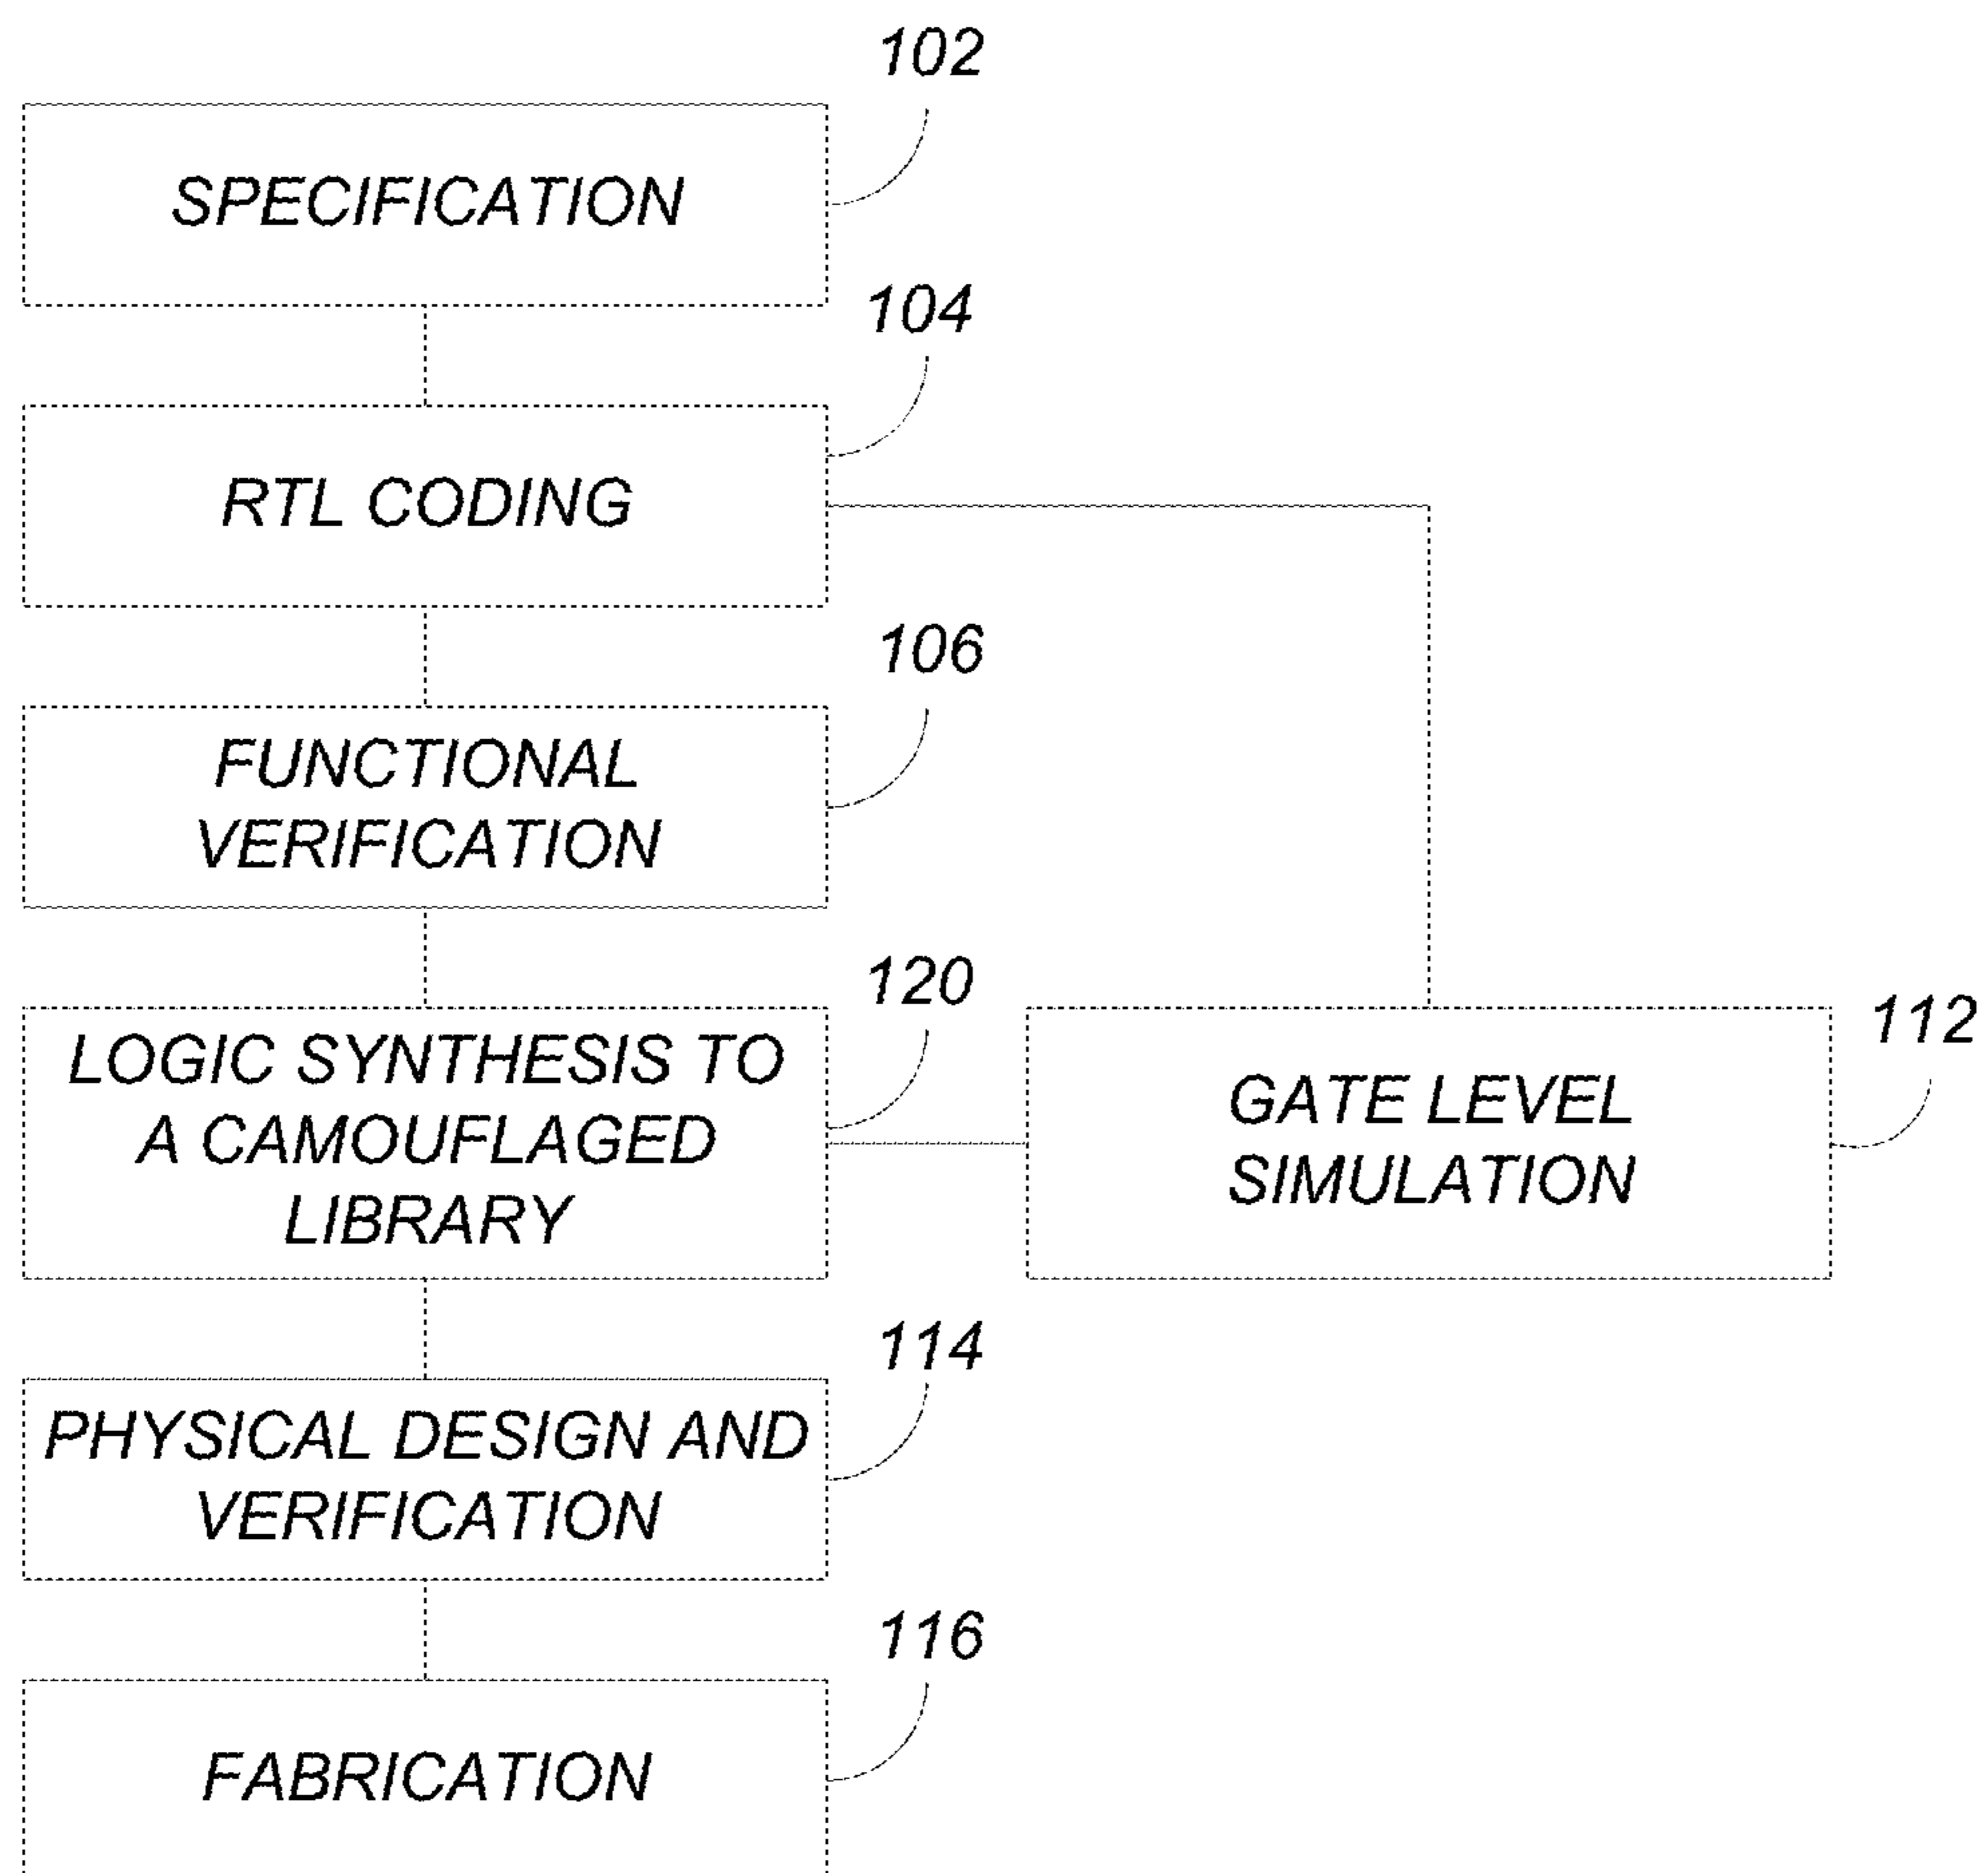 102
SPECIFICATION
104
RTL CODING
106
FUNCTIONAL
VERIFICATION
120
LOGIC SYNTHESIS TO
A CAMOUFLAGED
LIBRARY
112
GATE LEVEL
SIMULATION
114
PHYSICAL DESIGN AND
VERIFICATION
116
FABRICATION